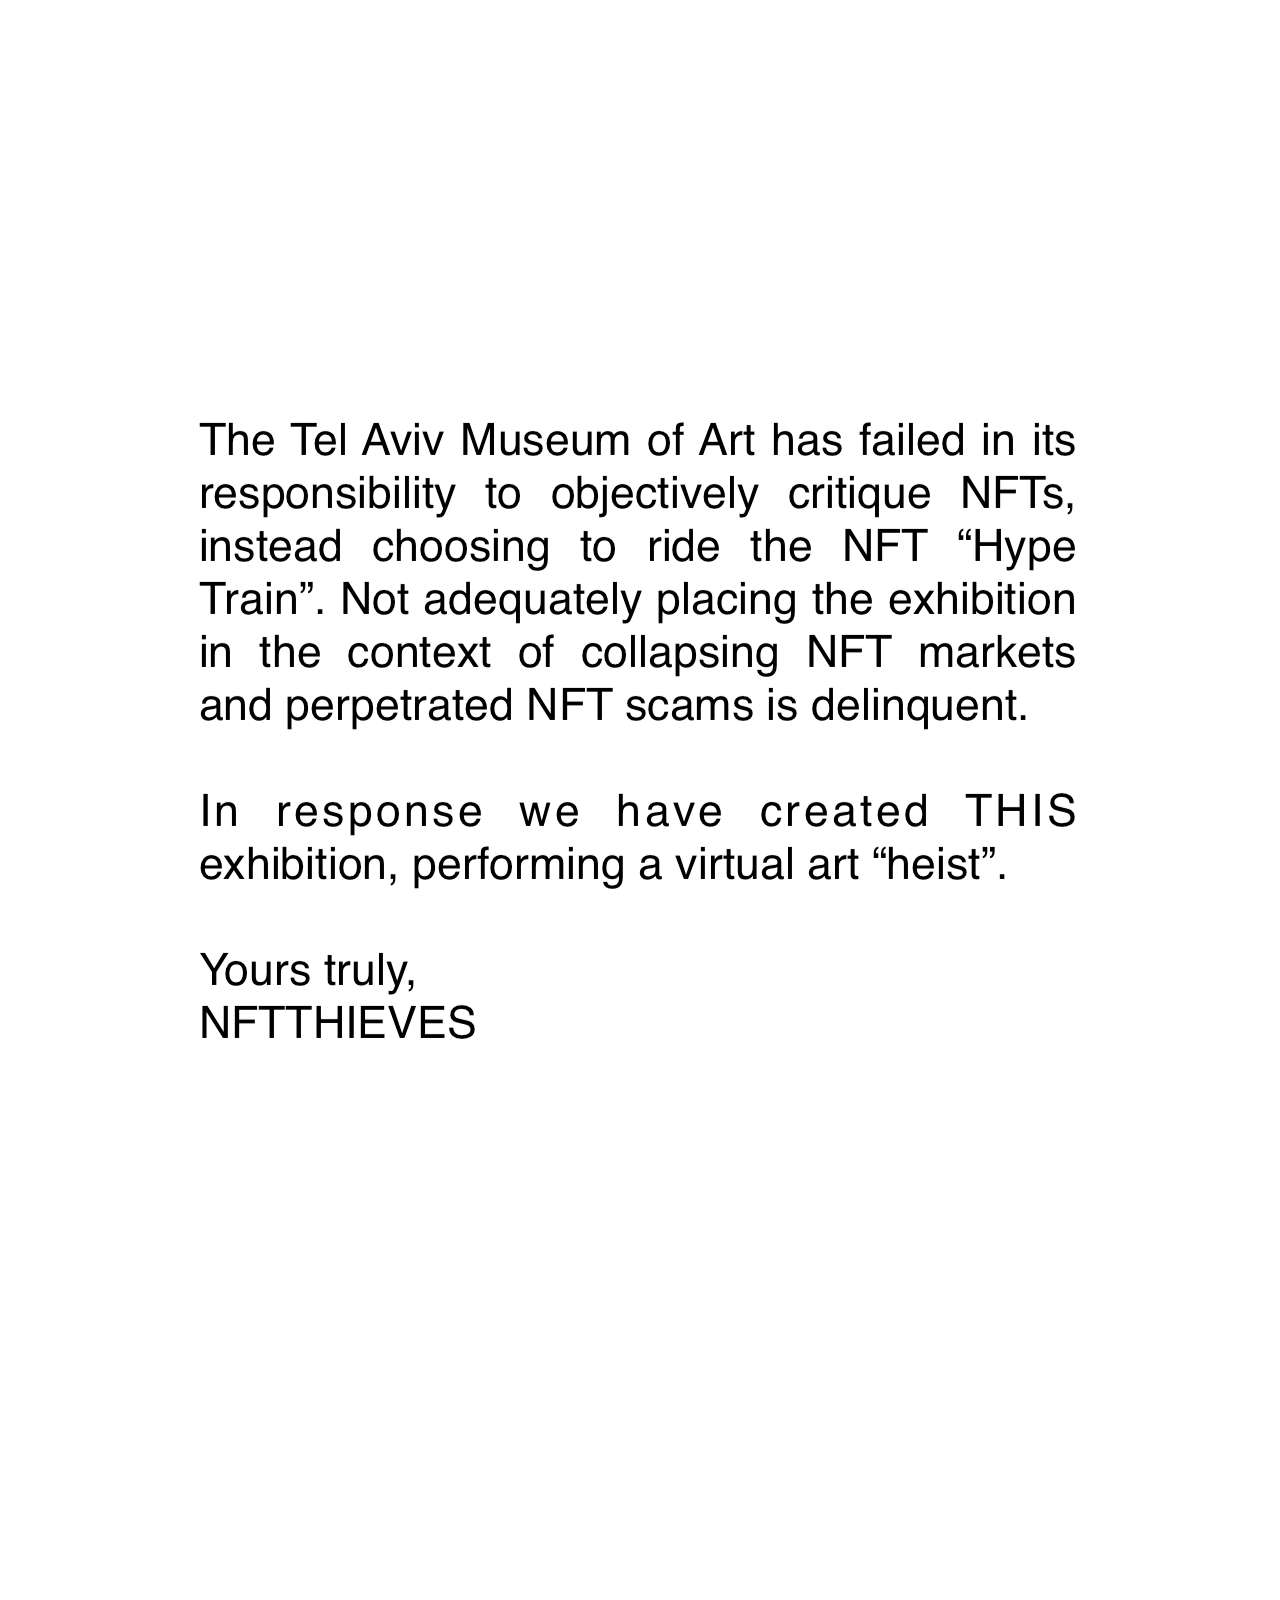 The Tel Aviv Museum of Art has failed in its
responsibility to objectively critique NFTs,
instead choosing to ride the NFT “Hype
Train”. Not adequately placing the exhibition
in the context of collapsing NFT markets
and perpetrated NFT scams is delinquent.
In response we have created THIS
exhibition, performing a virtual art “heist”.
Yours truly,
NFTTHIEVES